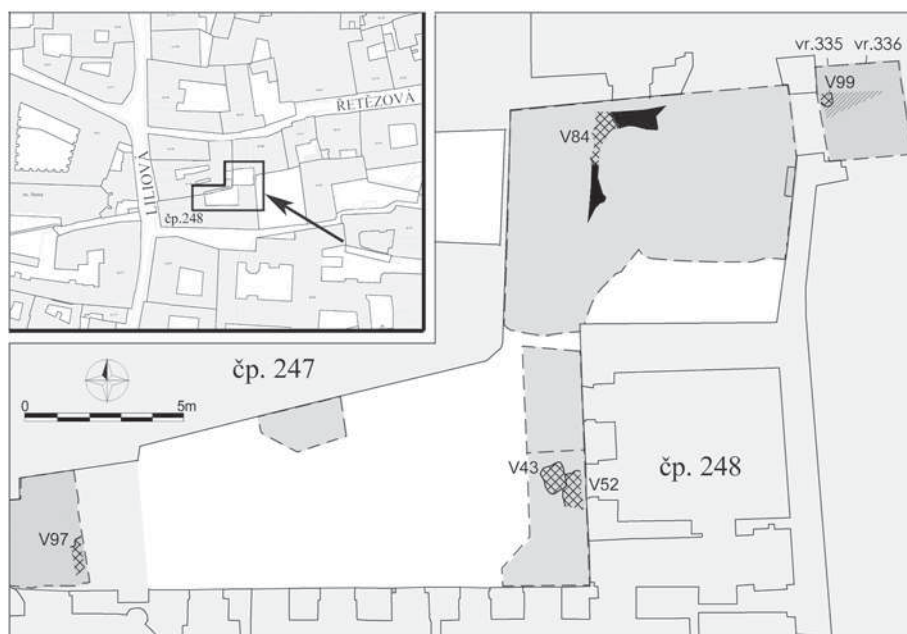 ŘETĚZOVÁ
LILIOVÁ
čp.248
vr.335 vr.336
V99
V84
čp. 247
0 5m
V43
V52
čp. 248
V97